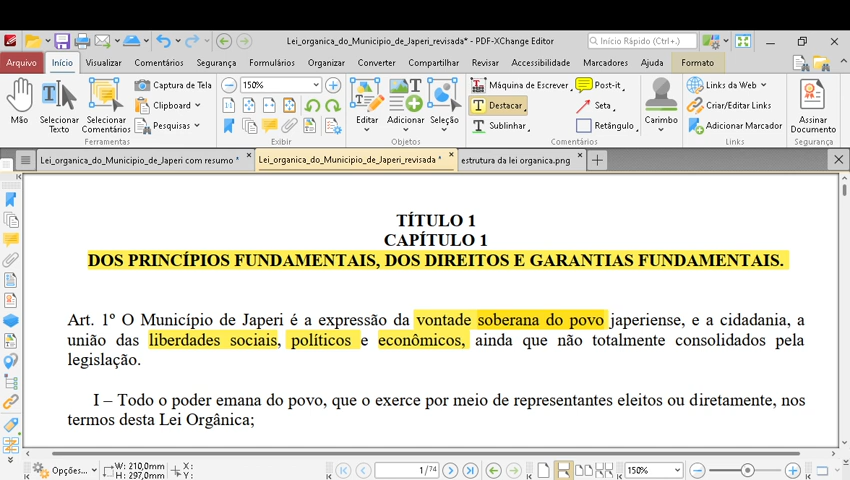 Lei_organica_do_Municipio_de_Japeri_revisada* - PDF-XChange Editor
Início Rápido (Ctrl+.)
Arquivo Início Visualizar Comentários Segurança Formulários Organizar Converter Compartilhar Revisar Acessibilidade Marcadores Ajuda Formato
Mão
Selecionar Texto
Selecionar Comentários
Captura de Tela
Clipboard
Pesquisas
Ferramentas
150%
Exibir
Editar
Adicionar
Seleção
Objetos
Máquina de Escrever
Destacar
Sublinhar
Post-it
Seta
Retângulo
Carimbo
Comentários
Links da Web
Criar/Editar Links
Adicionar Marcador
Links
Assinar Documento
Segurança
Lei_organica_do_Municipio_de_Japeri com resumo *
Lei_organica_do_Municipio_de_Japeri_revisada *
estrutura da lei organica.png
TÍTULO 1
CAPÍTULO 1
DOS PRINCÍPIOS FUNDAMENTAIS, DOS DIREITOS E GARANTIAS FUNDAMENTAIS.
Art. 1º O Município de Japeri é a expressão da vontade soberana do povo japeriense, e a cidadania, a
união das liberdades sociais, políticos e econômicos, ainda que não totalmente consolidados pela
legislação.
I – Todo o poder emana do povo, que o exerce por meio de representantes eleitos ou diretamente, nos
termos desta Lei Orgânica;
Opções...
W: 210,0mm
H: 297,0mm
X:
Y:
1/74
150%